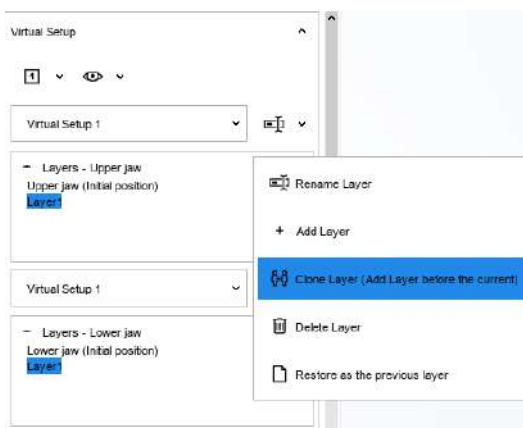 Virtual Setup
1
Virtual Setup 1
− Layers - Upper jaw
Upper jaw (Initial position)
Layer1
Virtual Setup 1
− Layers - Lower jaw
Lower jaw (Initial position)
Layer1
Rename Layer
+ Add Layer
Clone Layer (Add Layer before the current)
Delete Layer
Restore as the previous layer